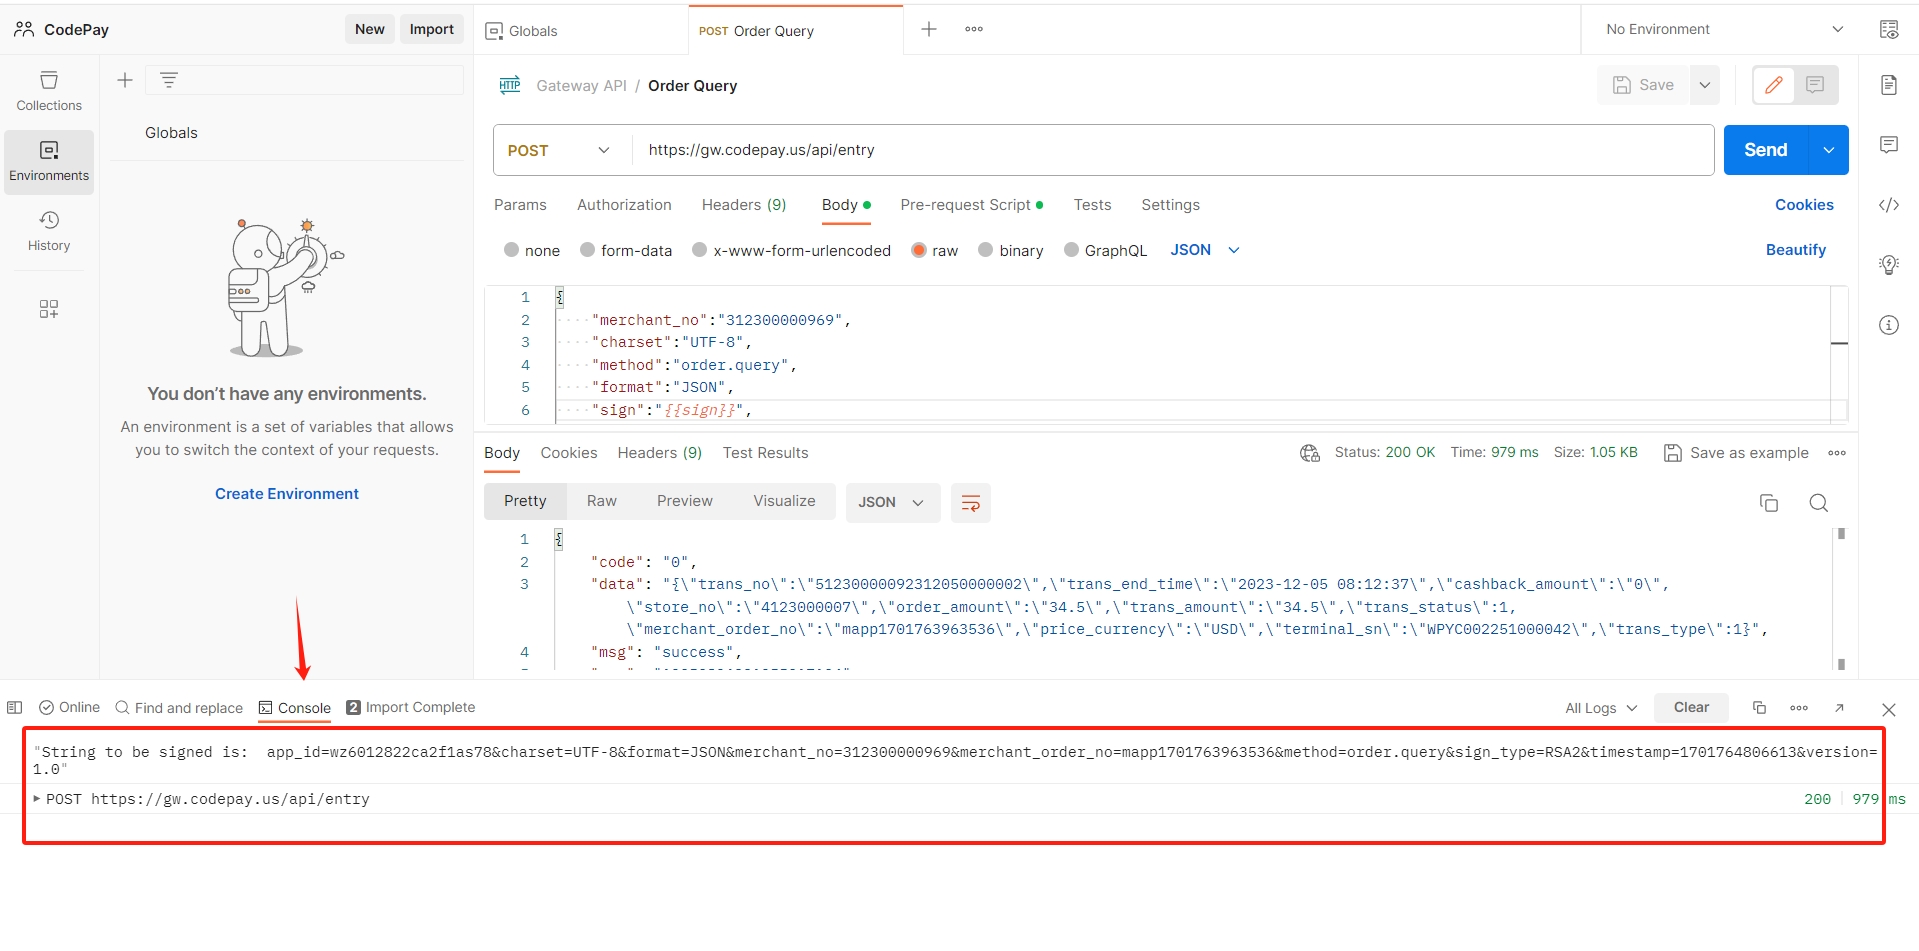 CodePay
New
Import
Globals
POST Order Query
No Environment
Collections
Environments
History
Globals
You don't have any environments.
An environment is a set of variables that allows
you to switch the context of your requests.
Create Environment
HTTP
Gateway API / Order Query
Save
POST
https://gw.codepay.us/api/entry
Send
Params
Authorization
Headers (9)
Body
Pre-request Script
Tests
Settings
Cookies
none
form-data
x-www-form-urlencoded
raw
binary
GraphQL
JSON
Beautify
1 {
2 "merchant_no":"312300000969",
3 "charset":"UTF-8",
4 "method":"order.query",
5 "format":"JSON",
6 "sign":"{{sign}}",
Body
Cookies
Headers (9)
Test Results
Status: 200 OK
Time: 979 ms
Size: 1.05 KB
Save as example
Pretty
Raw
Preview
Visualize
JSON
1 {
2 "code": "0",
3 "data": "{\"trans_no\":\"51230000092312050000002\",\"trans_end_time\":\"2023-12-05 08:12:37\",\"cashback_amount\":\"0\",
\"store_no\":\"4123000007\",\"order_amount\":\"34.5\",\"trans_amount\":\"34.5\",\"trans_status\":1,
\"merchant_order_no\":\"mapp1701763963536\",\"price_currency\":\"USD\",\"terminal_sn\":\"WPYC002251000042\",\"trans_type\":1}",
4 "msg": "success",
Online
Find and replace
Console
2 Import Complete
All Logs
Clear
"String to be signed is:  app_id=wz6012822ca2f1as78&charset=UTF-8&format=JSON&merchant_no=312300000969&merchant_order_no=mapp1701763963536&method=order.query&sign_type=RSA2&timestamp=1701764806613&version=
1.0"
POST https://gw.codepay.us/api/entry
200
979 ms